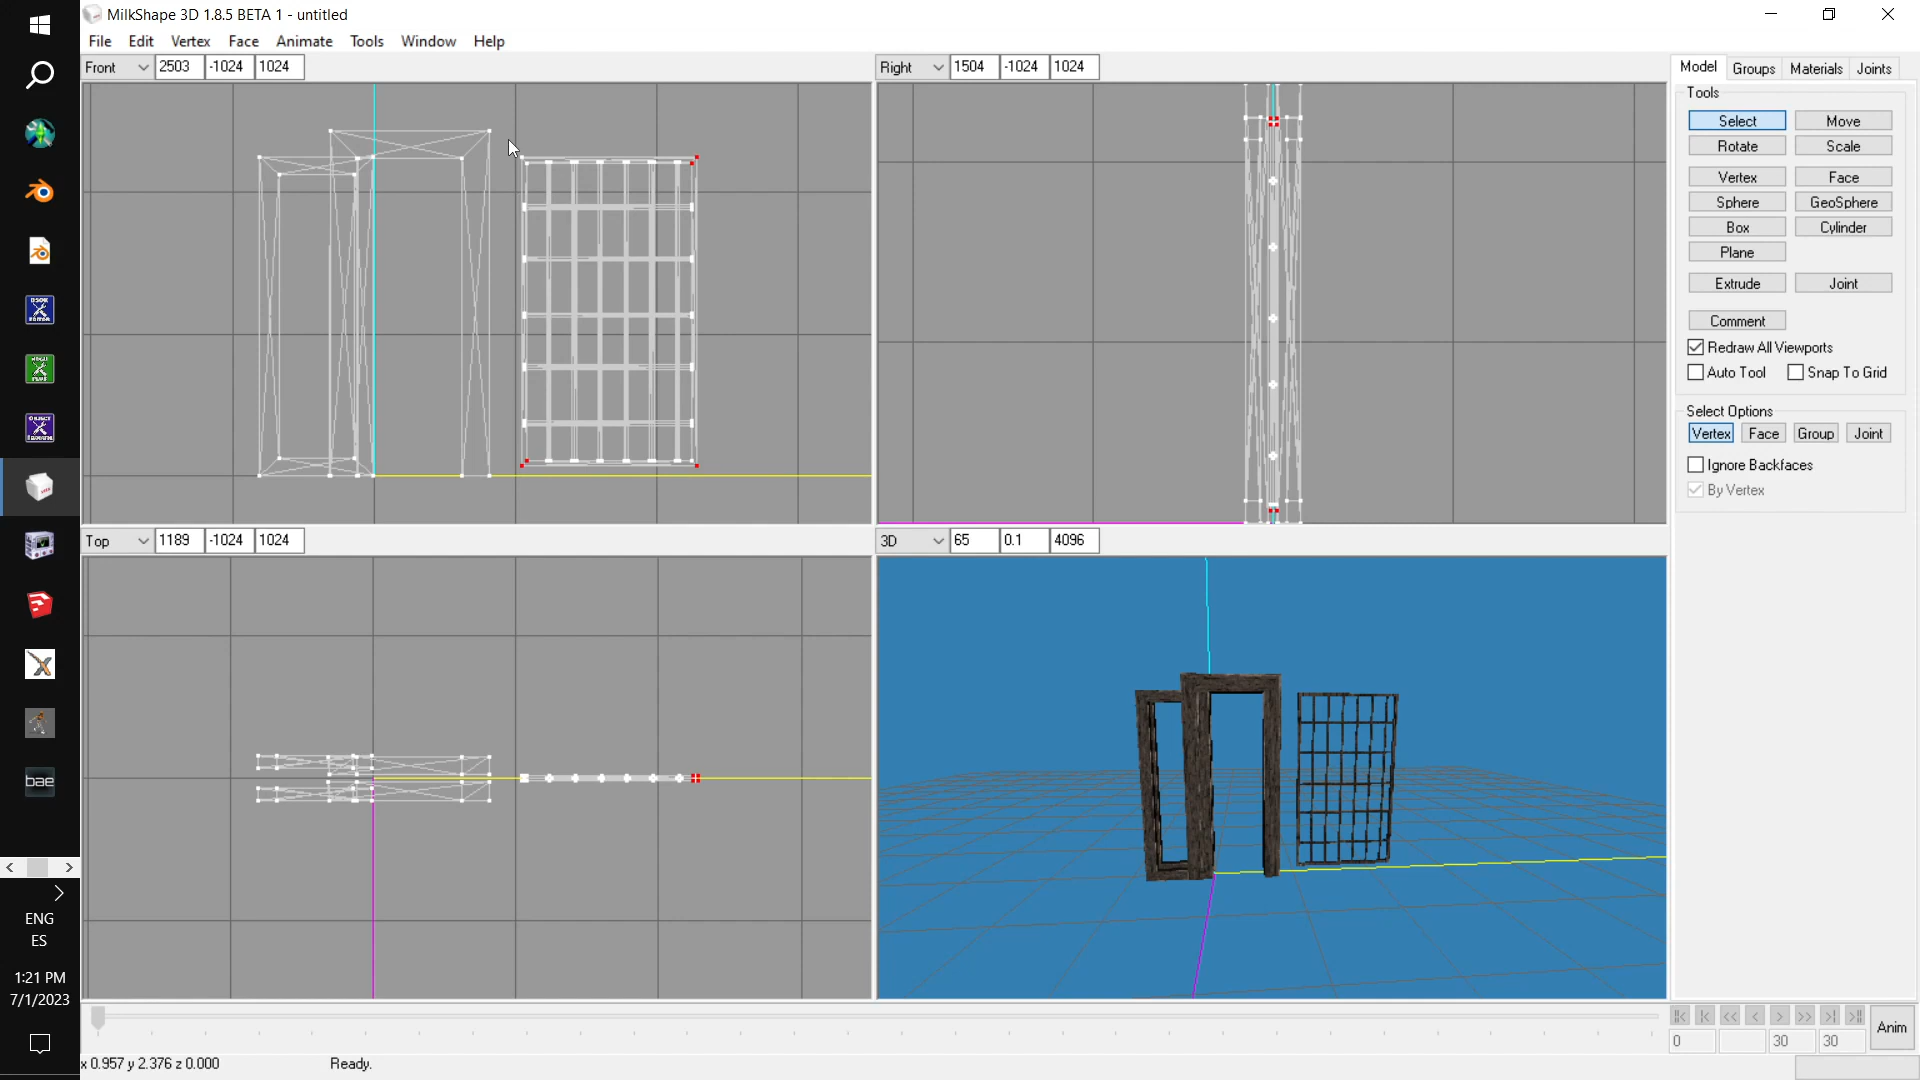 MilkShape 3D 1.8.5 BETA 1 - untitled
File Edit Vertex Face Animate Tools Window Help
Front 2503 -1024 1024
Right 1504 -1024 1024
Model Groups Materials Joints
Tools
Select Move
Rotate Scale
Vertex Face
Sphere GeoSphere
Box Cylinder
Plane
Extrude Joint
Comment
Redraw All Viewports
Auto Tool Snap To Grid
Select Options
Vertex Face Group Joint
Ignore Backfaces
By Vertex
Top 1189 -1024 1024
3D 65 0.1 4096
bae
ENG
ES
1:21 PM
7/1/2023
Anim
0 30 30
x 0.957 y 2.376 z 0.000 Ready.